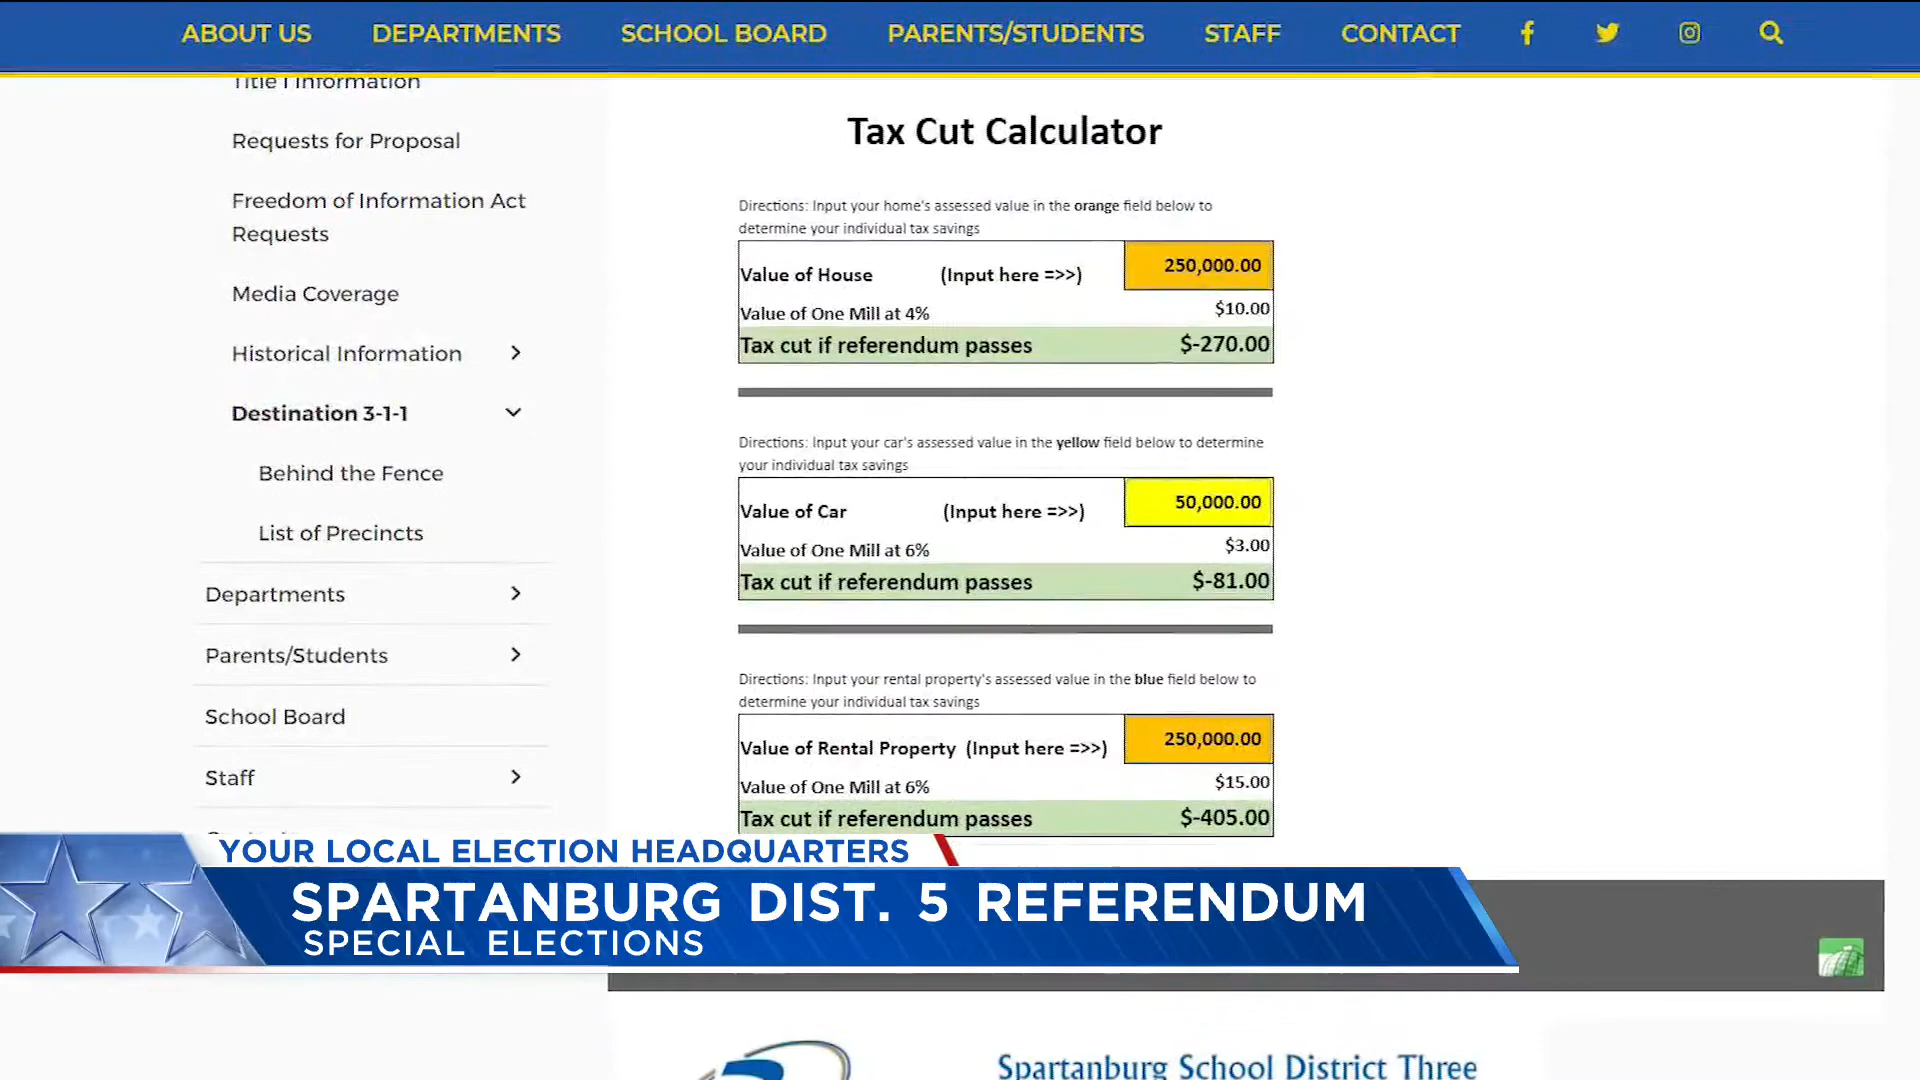 ABOUT US DEPARTMENTS SCHOOL BOARD PARENTS/STUDENTS STAFF CONTACT
Title I Information
Requests for Proposal
Freedom of Information Act
Requests
Media Coverage
Historical Information
Destination 3-1-1
Behind the Fence
List of Precincts
Departments
Parents/Students
School Board
Staff
Tax Cut Calculator
Directions: Input your home's assessed value in the orange field below to
determine your individual tax savings
Value of House (Input here =>>) 250,000.00
Value of One Mill at 4% $10.00
Tax cut if referendum passes $-270.00
Directions: Input your car's assessed value in the yellow field below to determine
your individual tax savings
Value of Car (Input here =>>) 50,000.00
Value of One Mill at 6% $3.00
Tax cut if referendum passes $-81.00
Directions: Input your rental property's assessed value in the blue field below to
determine your individual tax savings
Value of Rental Property (Input here =>>) 250,000.00
Value of One Mill at 6% $15.00
Tax cut if referendum passes $-405.00
YOUR LOCAL ELECTION HEADQUARTERS
SPARTANBURG DIST. 5 REFERENDUM
SPECIAL ELECTIONS
Spartanburg School District Three